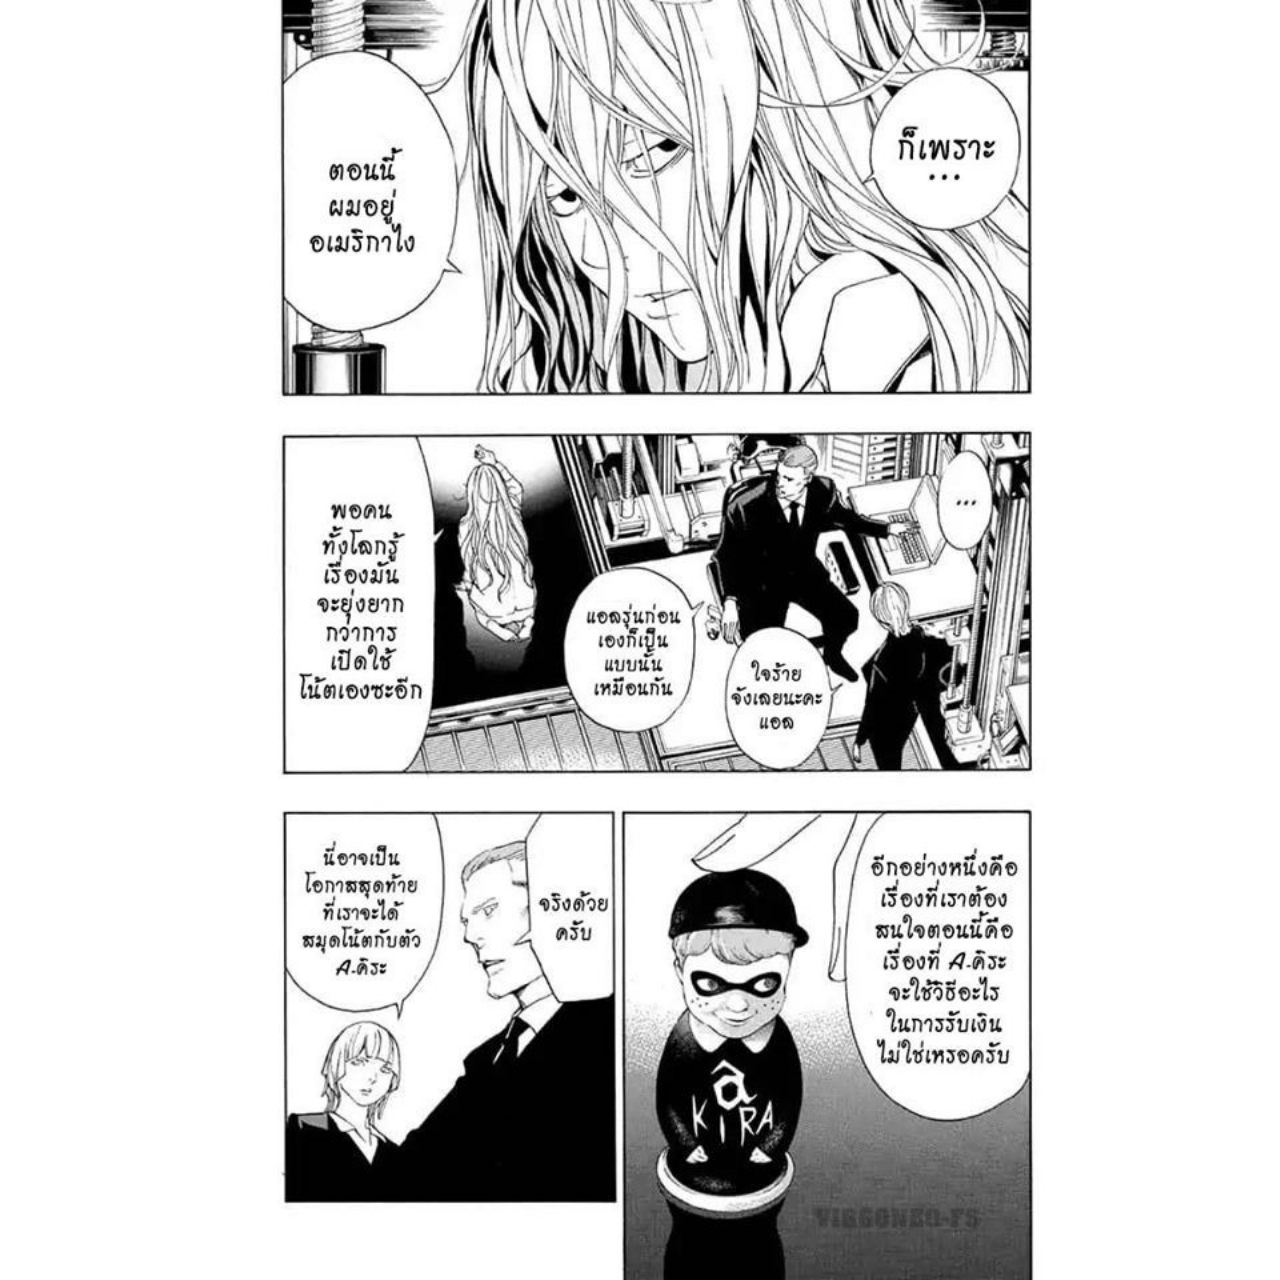 ก็เพราะ
...
ตอนนี้
ผมอยู่
อเมริกาไง
...
ใจร้าย
จังเลยนะคะ
แอล
แอลรุ่นก่อน
เองก็เป็น
แบบนั้น
เหมือนกัน
พอคน
ทั้งโลกรู้
เรื่องมัน
จะยุ่งยาก
กว่าการ
เปิดใช้
โน้ตเองซะอีก
อีกอย่างหนึ่งคือ
เรื่องที่เราต้อง
สนใจตอนนี้คือ
เรื่องที่ A-คิระ
จะใช้วิธีอะไร
ในการรับเงิน
ไม่ใช่เหรอครับ
a
KIRA
VIRGONEO-FS
จริงด้วย
ครับ
นี่อาจเป็น
โอกาสสุดท้าย
ที่เราจะได้
สมุดโน้ตกับตัว
A-คิระ